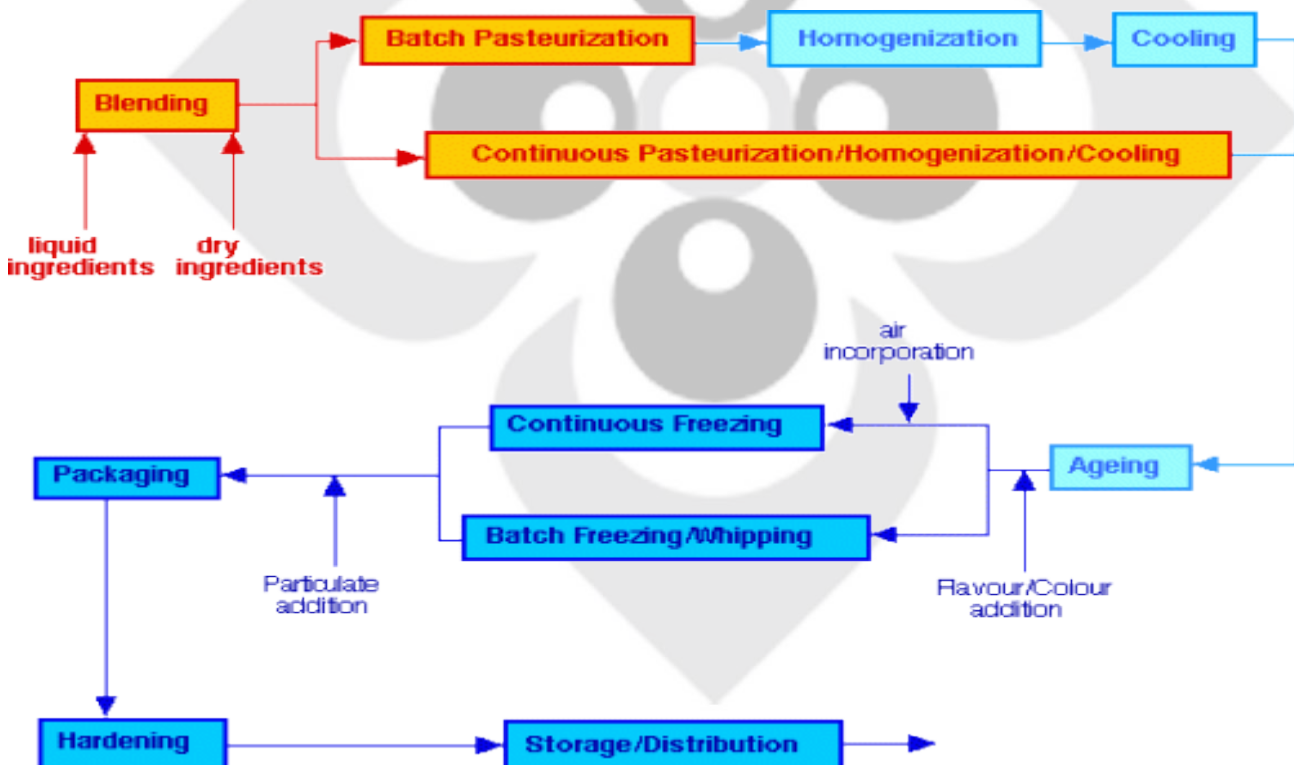 Batch Pasteurization
Homogenization
Cooling
Blending
Continuous Pasteurization/Homogenization/Cooling
liquid
ingredients
dry
ingredients
air
incorporation
Continuous Freezing
Packaging
Ageing
Batch Freezing/Whipping
Particulate
addition
Flavour/Colour
addition
Hardening
Storage/Distribution